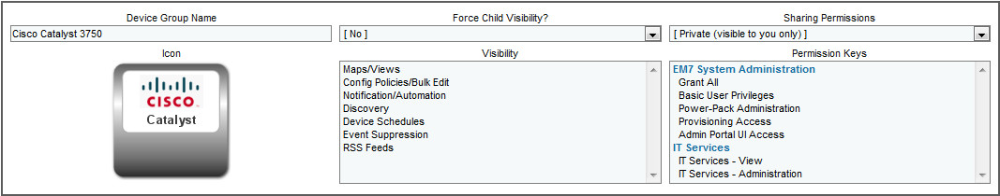 Device Group Name
Cisco Catalyst 3750
Force Child Visibility?
[ No ]
Sharing Permissions
[ Private (visible to you only) ]
Icon
CISCO
Catalyst
Visibility
Maps/Views
Config Policies/Bulk Edit
Notification/Automation
Discovery
Device Schedules
Event Suppression
RSS Feeds
Permission Keys
EM7 System Administration
Grant All
Basic User Privileges
Power-Pack Administration
Provisioning Access
Admin Portal UI Access
IT Services
IT Services - View
IT Services - Administration